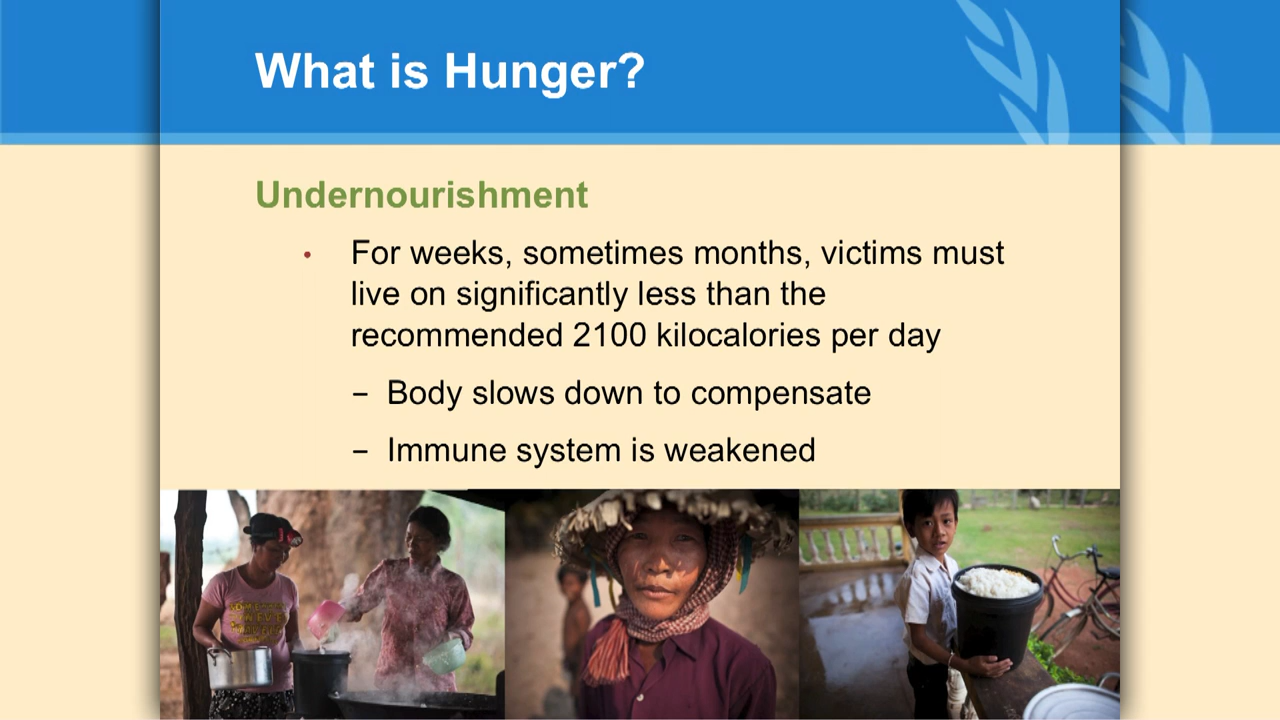 What is Hunger?
Undernourishment
• For weeks, sometimes months, victims must
live on significantly less than the
recommended 2100 kilocalories per day
– Body slows down to compensate
– Immune system is weakened